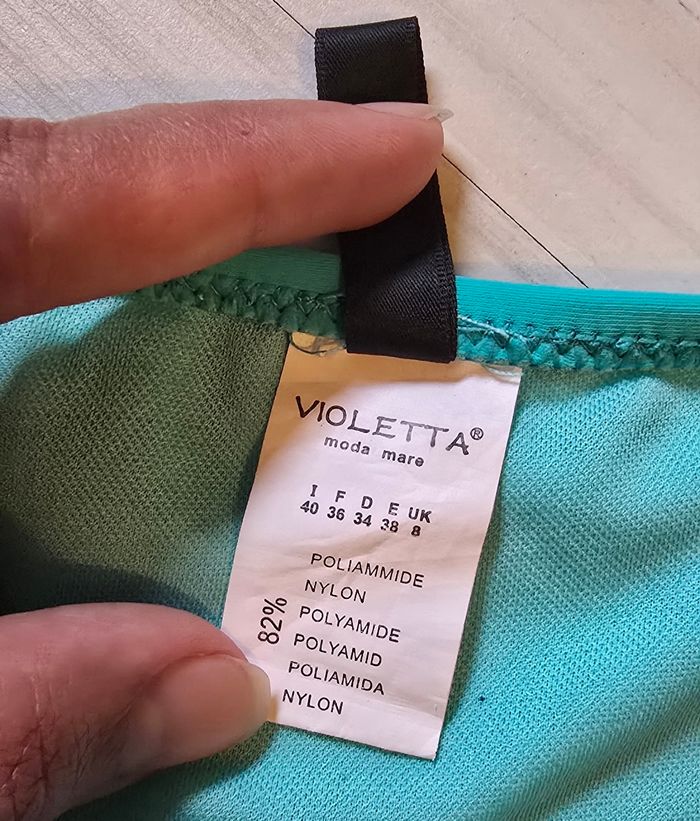 VIOLETTA®
moda mare
I F D E UK
40 36 34 38 8
82%
POLIAMMIDE
NYLON
POLYAMIDE
POLYAMID
POLIAMIDA
NYLON